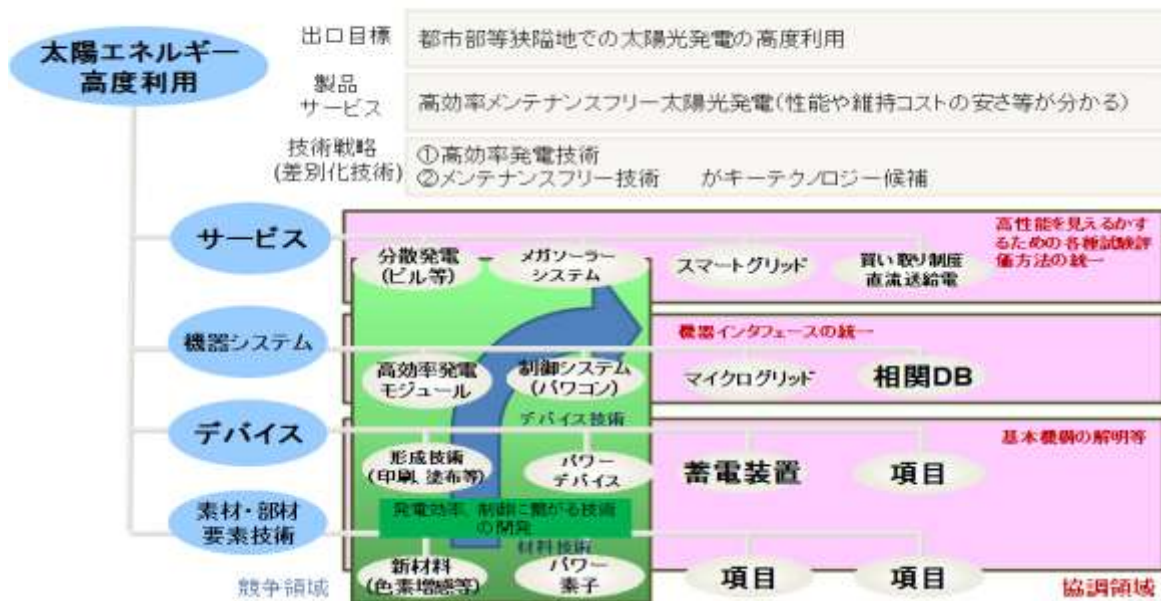 太陽エネルギー
高度利用
出口目標
都市部等狭隘地での太陽光発電の高度利用
製品
サービス
高効率メンテナンスフリー太陽光発電(性能や維持コストの安さ等が分かる)
技術戦略
(差別化技術)
①高効率発電技術
②メンテナンスフリー技術 がキーテクノロジー候補
サービス
分散発電
(ビル等)
メガソーラー
システム
スマートグリッド
買い取り制度
直流送給電
高性能を見えるかす
るための各種試験評
価方法の統一
機器システム
機器インタフェースの統一
高効率発電
モジュール
制御システム
(パワコン)
マイクログリッド
相関DB
デバイス
デバイス技術
基本機構の解明等
形成技術
(印刷、塗布等)
パワー
デバイス
蓄電装置
項目
素材・部材
要素技術
発電効率、制御に繋がる技術
の開発
材料技術
新材料
(色素増感等)
パワー
素子
項目
項目
競争領域
協調領域